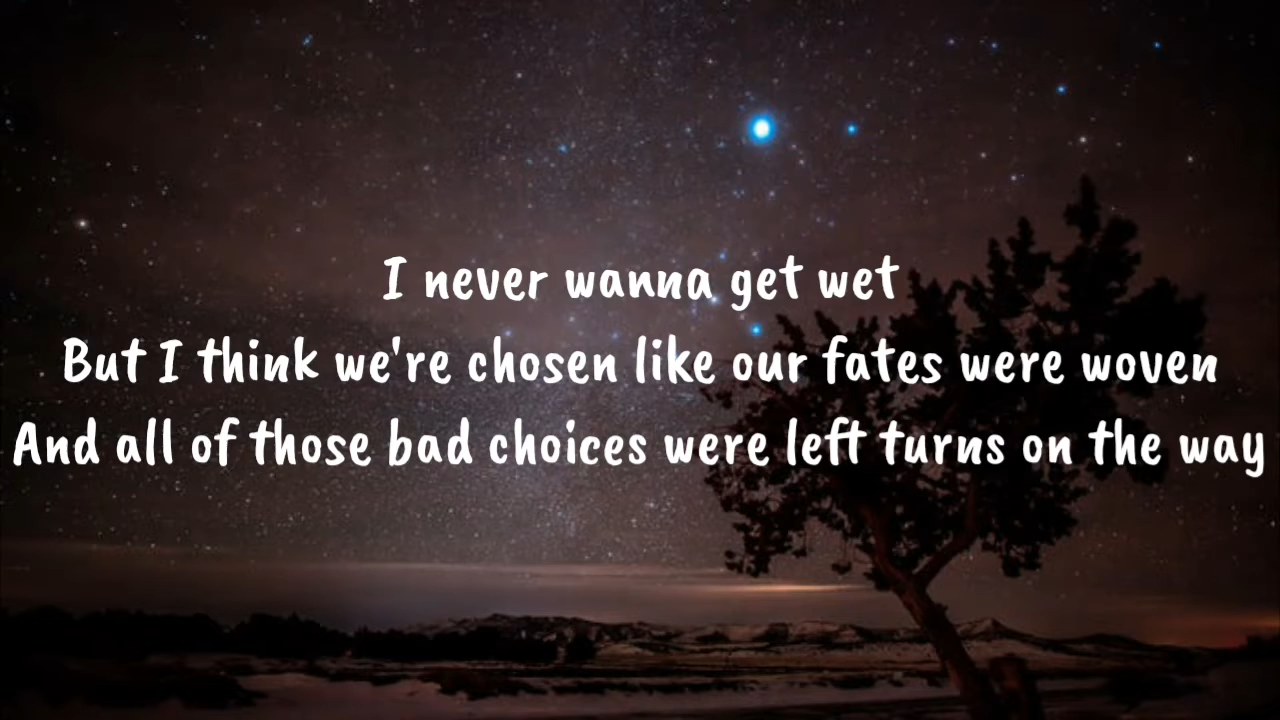 I never wanna get wet
But I think we're chosen like our fates were woven
And all of those bad choices were left turns on the way